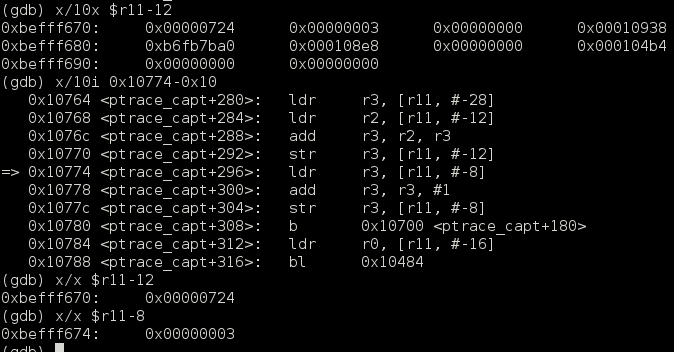 (gdb) x/10x $r11-12
0xbefff670:     0x00000724      0x00000003      0x00000000      0x00010938
0xbefff680:     0xb6fb7ba0      0x000108e8      0x00000000      0x000104b4
0xbefff690:     0x00000000      0x00000000
(gdb) x/10i 0x10774-0x10
   0x10764 <ptrace_capt+280>:   ldr     r3, [r11, #-28]
   0x10768 <ptrace_capt+284>:   ldr     r2, [r11, #-12]
   0x1076c <ptrace_capt+288>:   add     r3, r2, r3
   0x10770 <ptrace_capt+292>:   str     r3, [r11, #-12]
=> 0x10774 <ptrace_capt+296>:   ldr     r3, [r11, #-8]
   0x10778 <ptrace_capt+300>:   add     r3, r3, #1
   0x1077c <ptrace_capt+304>:   str     r3, [r11, #-8]
   0x10780 <ptrace_capt+308>:   b       0x10700 <ptrace_capt+180>
   0x10784 <ptrace_capt+312>:   ldr     r0, [r11, #-16]
   0x10788 <ptrace_capt+316>:   bl      0x10484
(gdb) x/x $r11-12
0xbefff670:     0x00000724
(gdb) x/x $r11-8
0xbefff674:     0x00000003
(gdb)